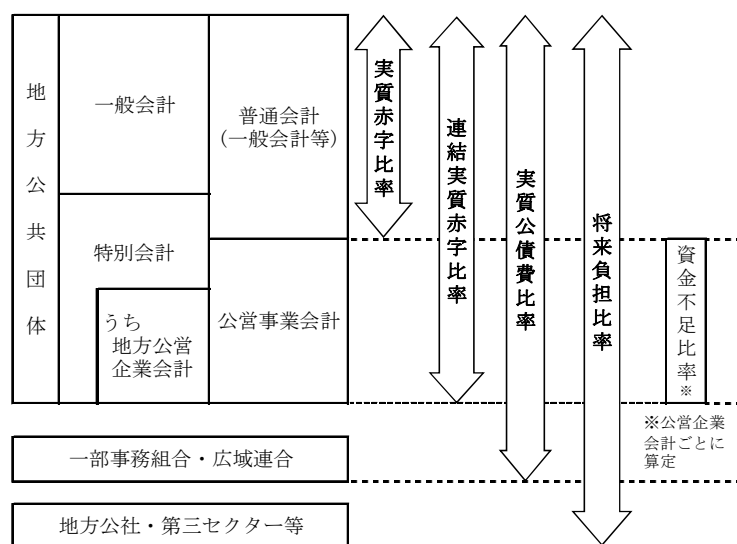 地方公共団体
一般会計
特別会計
うち
地方公営
企業会計
普通会計
(一般会計等)
公営事業会計
実質赤字比率
連結実質赤字比率
実質公債費比率
将来負担比率
資金不足比率※
※公営企業
会計ごとに
算定
一部事務組合・広域連合
地方公社・第三セクター等